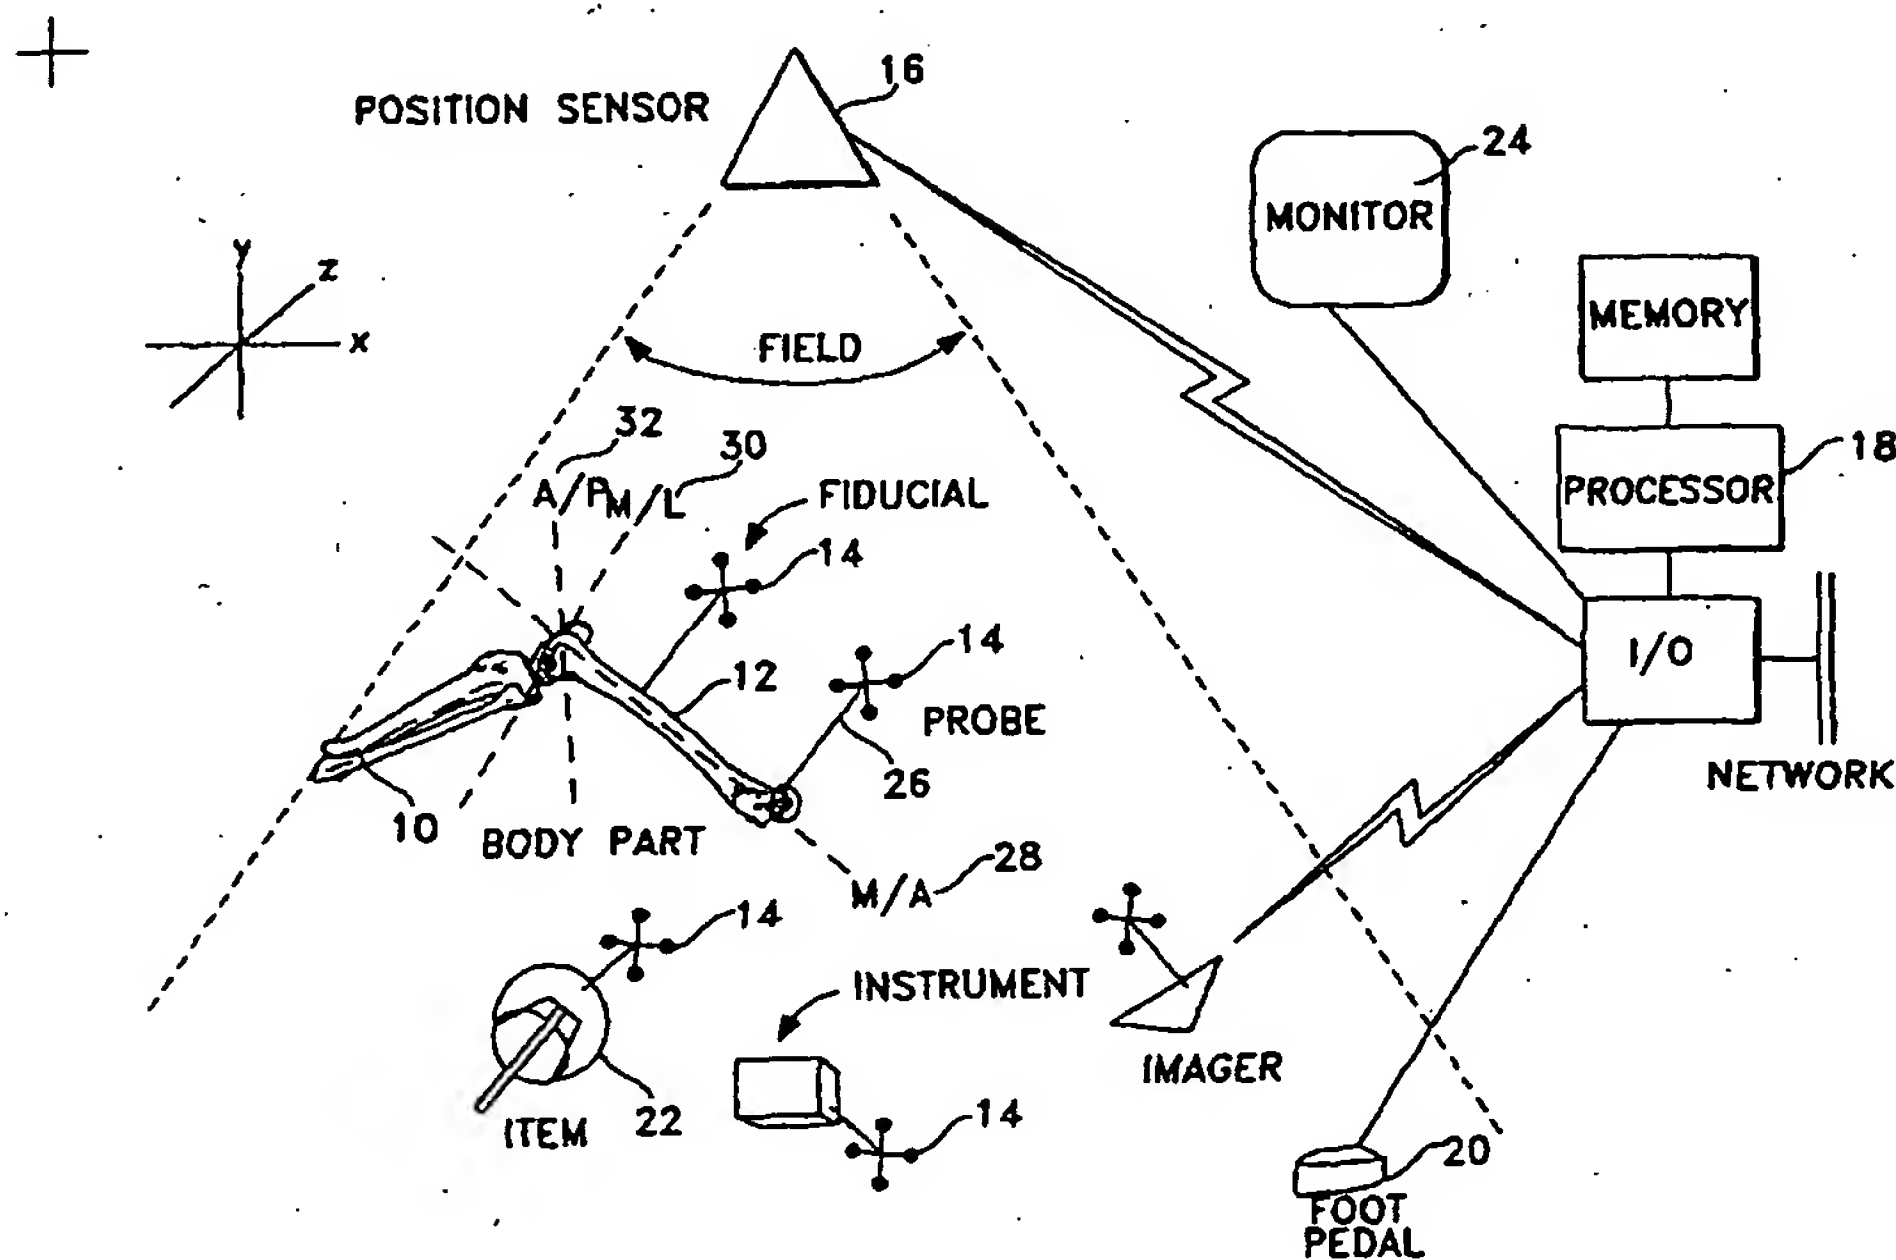 16
POSITION SENSOR
24
MONITOR
y
z
x
MEMORY
FIELD
32
30
18
A/P
M/L
FIDUCIAL
PROCESSOR
14
14
12
I/O
PROBE
26
NETWORK
10
BODY PART
28
M/A
14
INSTRUMENT
IMAGER
22
ITEM
14
20
FOOT
PEDAL